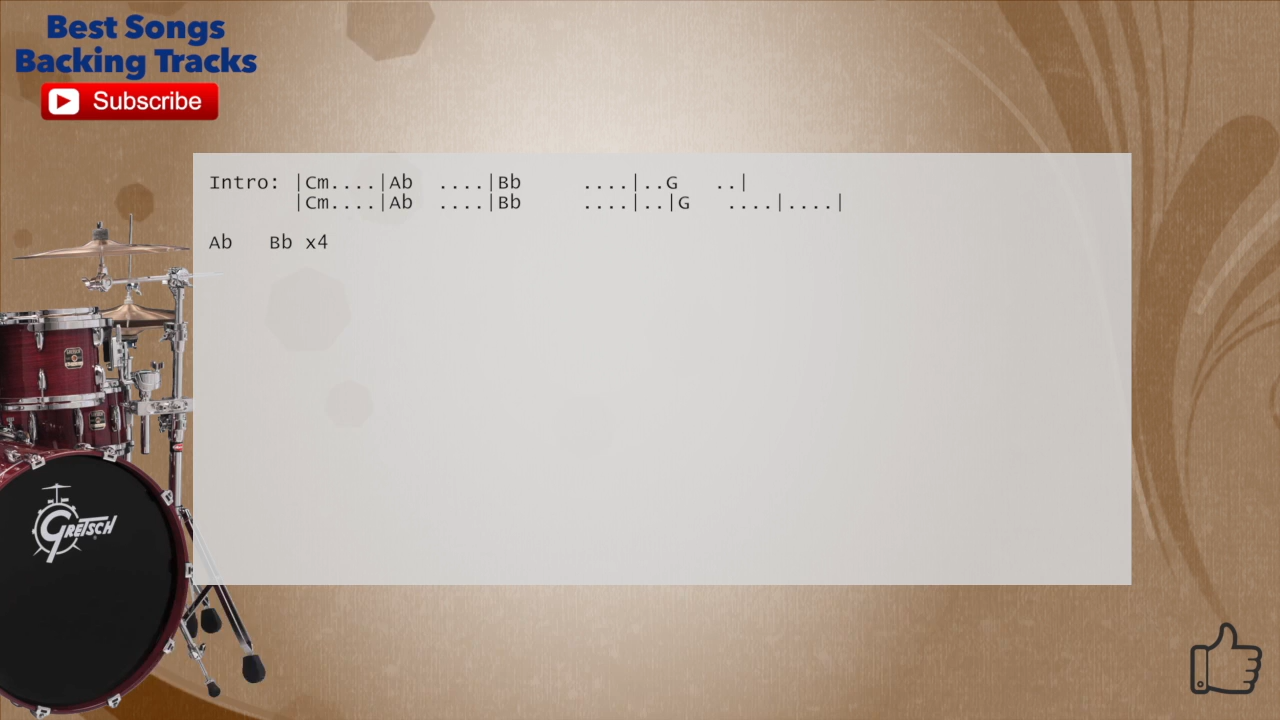 Best Songs
Backing Tracks
Subscribe
Intro: |Cm....|Ab  ....|Bb     ....|..G   ..|
       |Cm....|Ab  ....|Bb     ....|..|G   ....|....|
Ab   Bb x4
GRETSCH